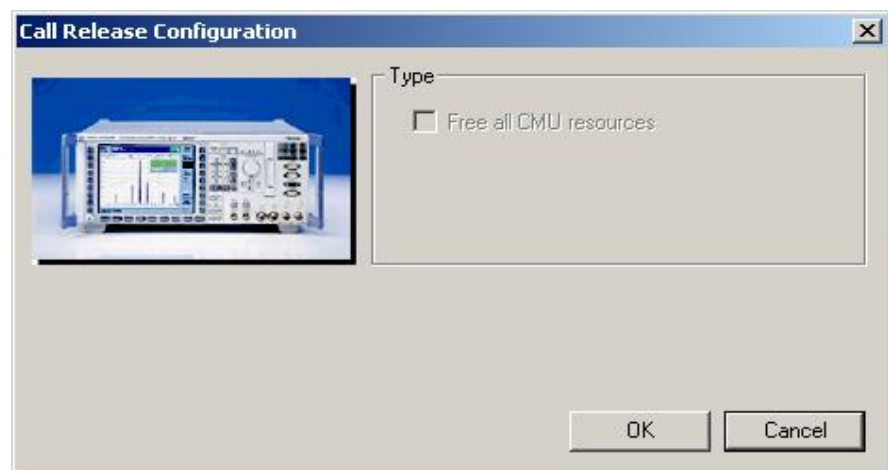 Call Release Configuration
Type
Free all CMU resources
OK
Cancel